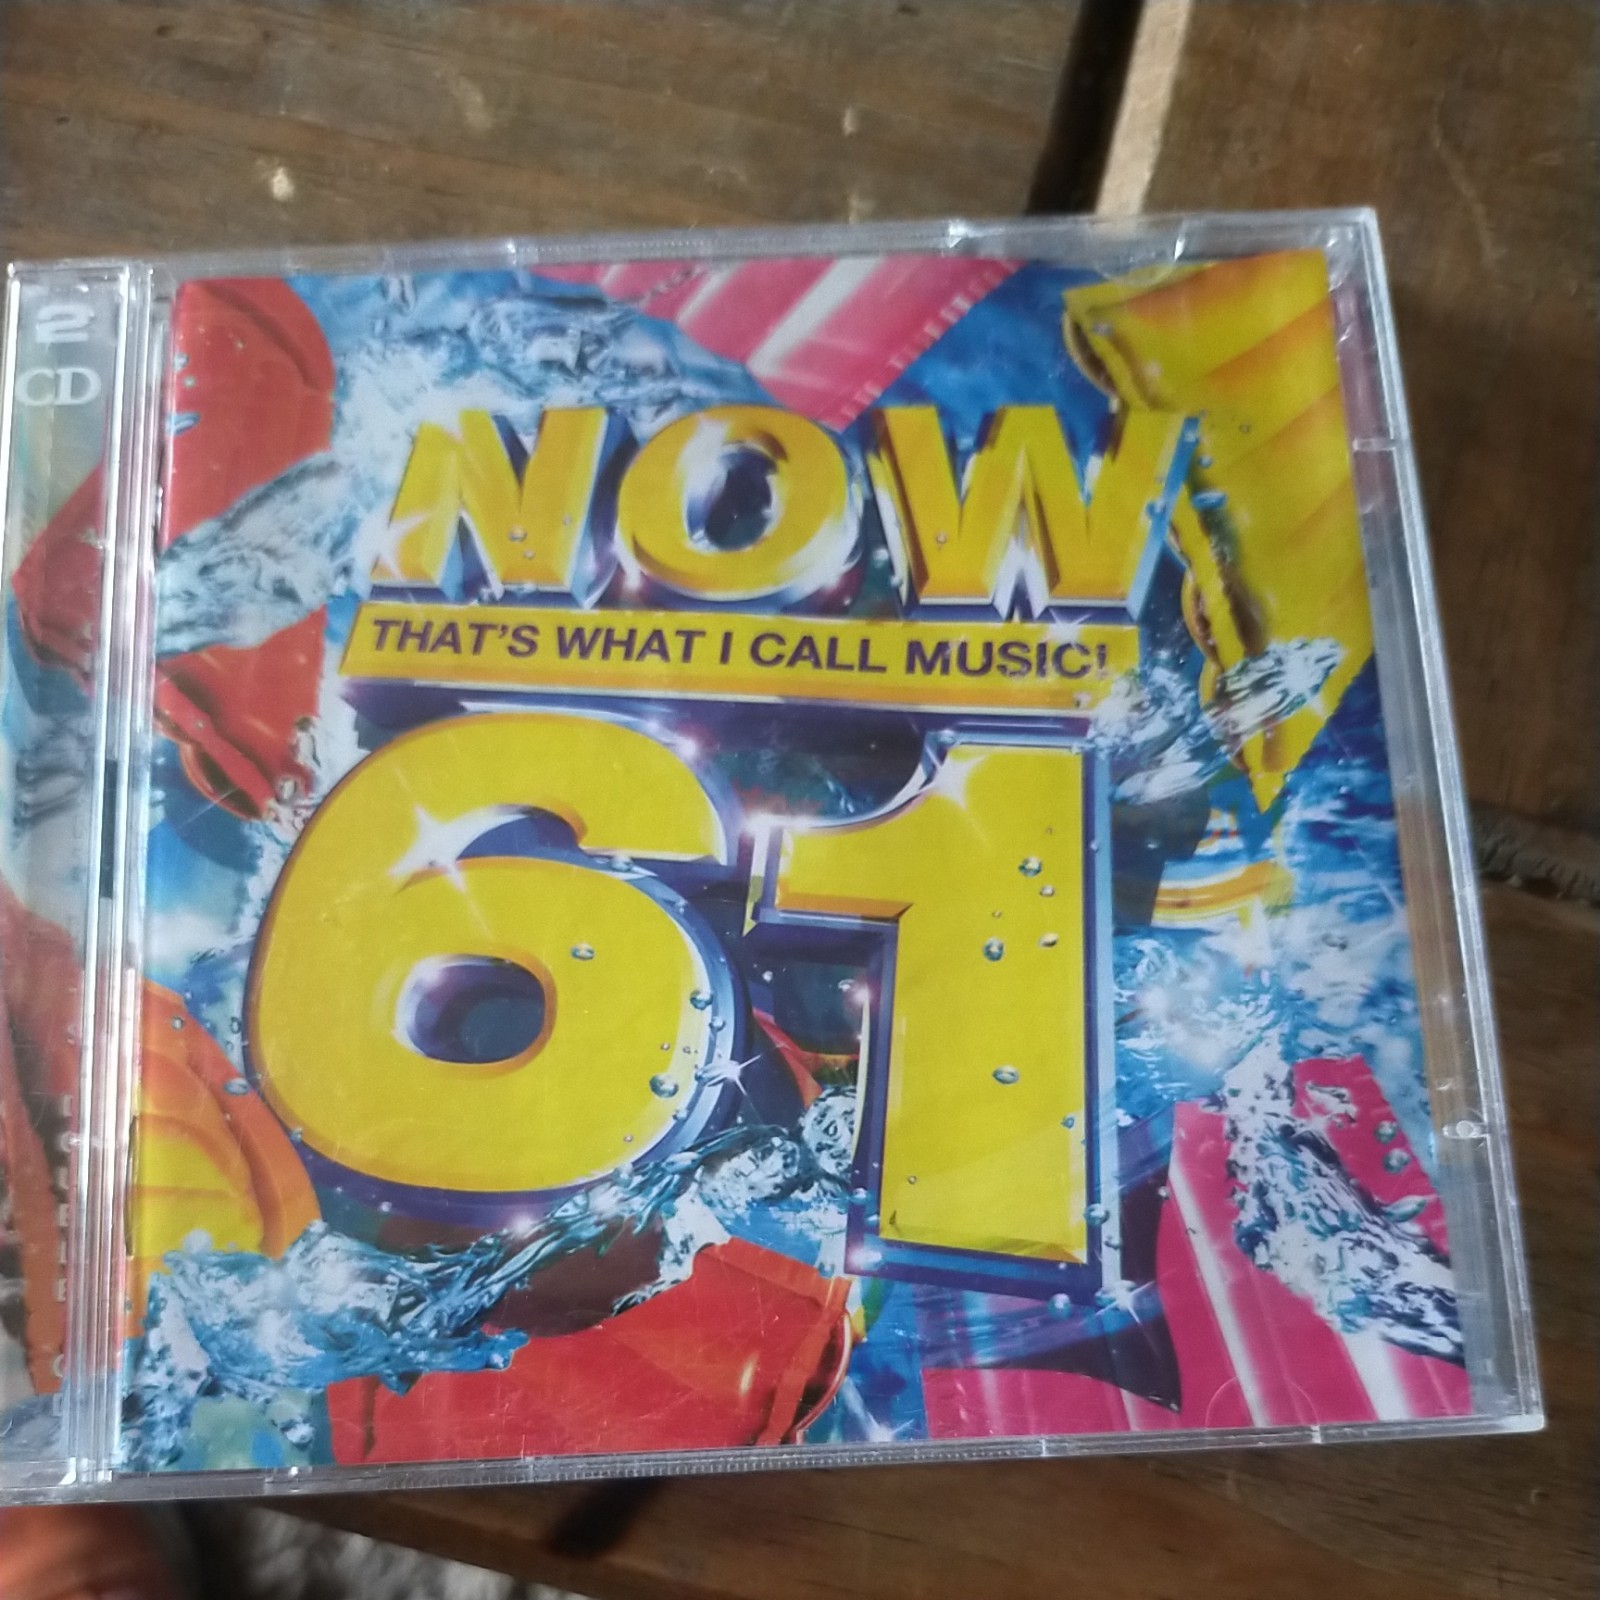 2
CD
NOW
THAT'S WHAT I CALL MUSIC!
61